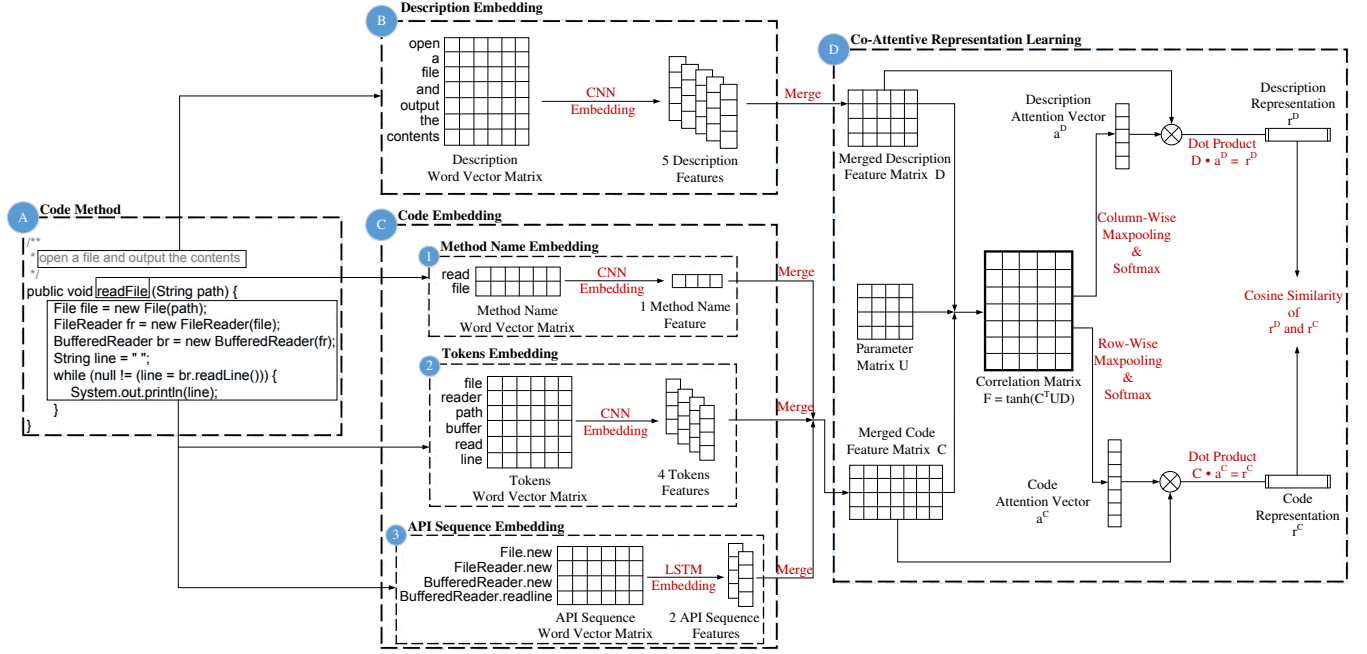 B
Description Embedding
open
a
file
and
output
the
contents
Description
Word Vector Matrix
CNN
Embedding
5 Description
Features
Merge
A
Code Method
/**
* open a file and output the contents
*/
public void readFile (String path) {
File file = new File(path);
FileReader fr = new FileReader(file);
BufferedReader br = new BufferedReader(fr);
String line = " ";
while (null != (line = br.readLine())) {
System.out.println(line);
}
}
C
Code Embedding
1
Method Name Embedding
read
file
Method Name
Word Vector Matrix
CNN
Embedding
1 Method Name
Feature
Merge
2
Tokens Embedding
file
reader
path
buffer
read
line
Tokens
Word Vector Matrix
CNN
Embedding
4 Tokens
Features
Merge
3
API Sequence Embedding
File.new
FileReader.new
BufferedReader.new
BufferedReader.readline
API Sequence
Word Vector Matrix
LSTM
Embedding
2 API Sequence
Features
Merge
D
Co-Attentive Representation Learning
Merged Description
Feature Matrix D
Parameter
Matrix U
Merged Code
Feature Matrix C
Correlation Matrix
F = tanh(CᵀUD)
Description
Attention Vector
aᴰ
Column-Wise
Maxpooling
&
Softmax
Row-Wise
Maxpooling
&
Softmax
Code
Attention Vector
a^C
Dot Product
D • aᴰ = rᴰ
Description
Representation
rᴰ
Cosine Similarity
of
rᴰ and r^C
Dot Product
C • a^C = r^C
Code
Representation
r^C